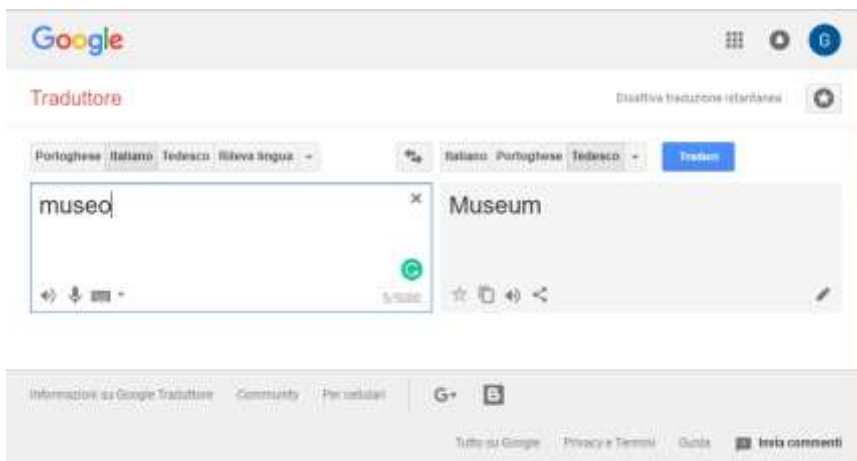 Google
G
Traduttore
Disattiva traduzione istantanea
Portoghese Italiano Tedesco Rileva lingua
Italiano Portoghese Tedesco Traduci
museo
Museum
5/5000
Informazioni su Google Traduttore Community Per cellulari G+
Tutto su Google Privacy e Termini Guida Invia commenti